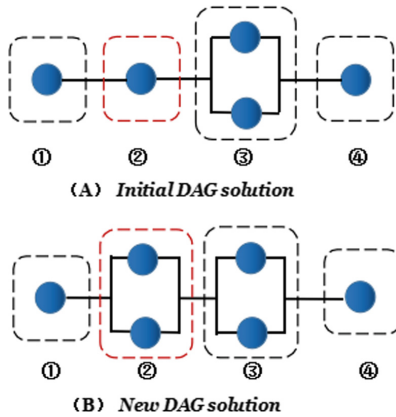 ① ② ③ ④
(A) Initial DAG solution
① ② ③ ④
(B) New DAG solution